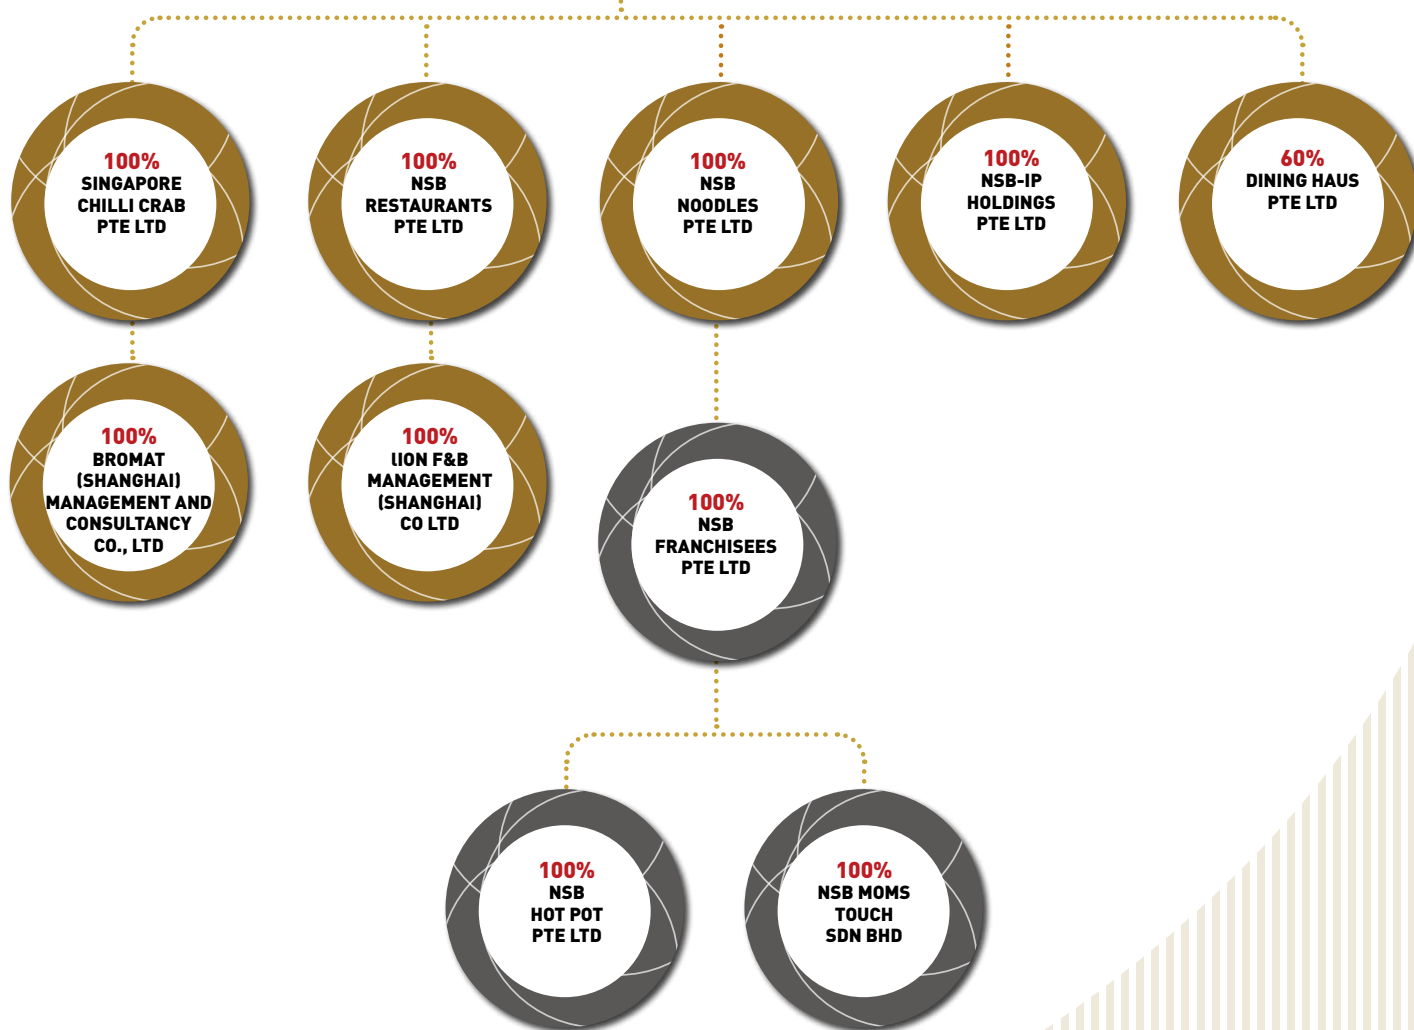 100%
SINGAPORE
CHILLI CRAB
PTE LTD
100%
NSB
RESTAURANTS
PTE LTD
100%
NSB
NOODLES
PTE LTD
100%
NSB-IP
HOLDINGS
PTE LTD
60%
DINING HAUS
PTE LTD
100%
BROMAT
(SHANGHAI)
MANAGEMENT AND
CONSULTANCY
CO., LTD
100%
lION F&B
MANAGEMENT
(SHANGHAI)
CO LTD
100%
NSB
FRANCHISEES
PTE LTD
100%
NSB
HOT POT
PTE LTD
100%
NSB MOMS
TOUCH
SDN BHD